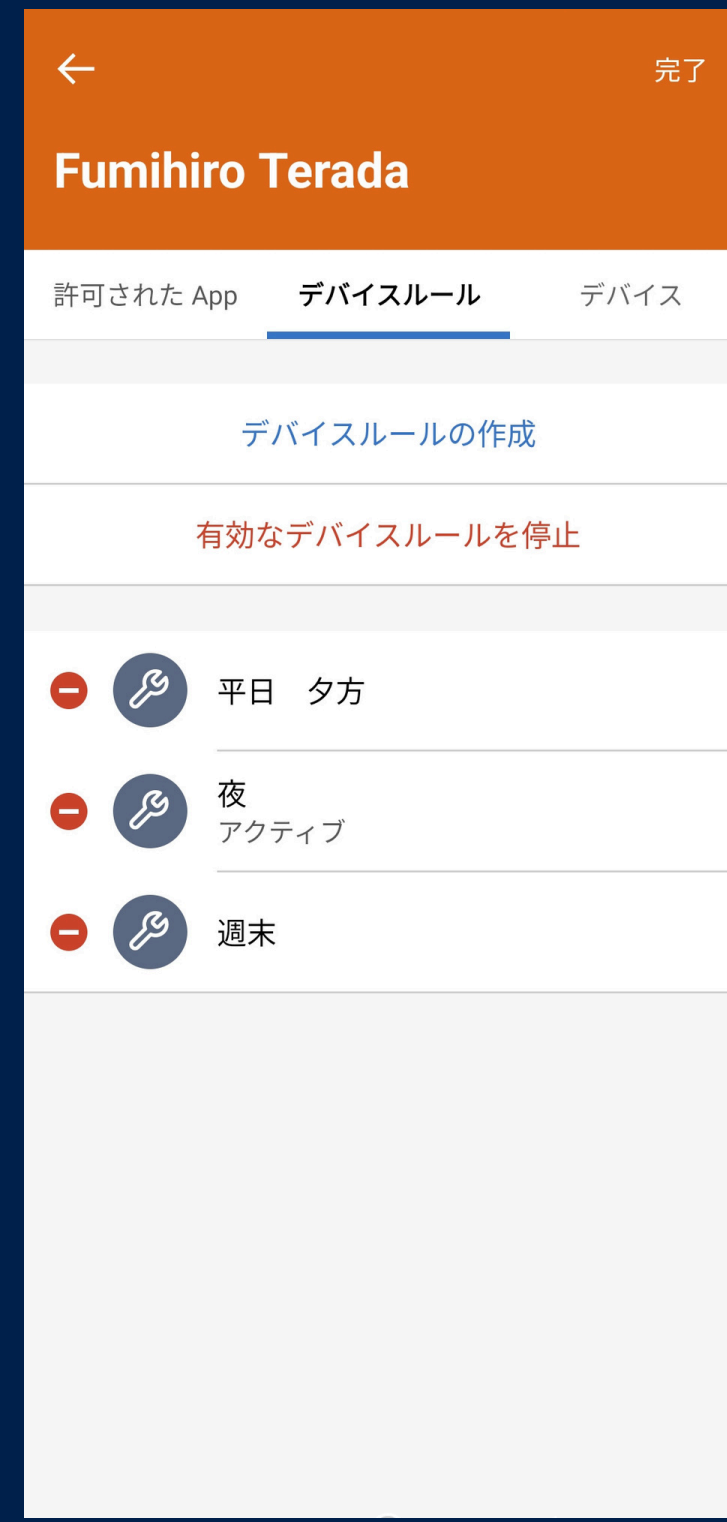 完了
Fumihiro Terada
許可された App デバイスルール デバイス
デバイスルールの作成
有効なデバイスルールを停止
平日　夕方
夜
アクティブ
週末